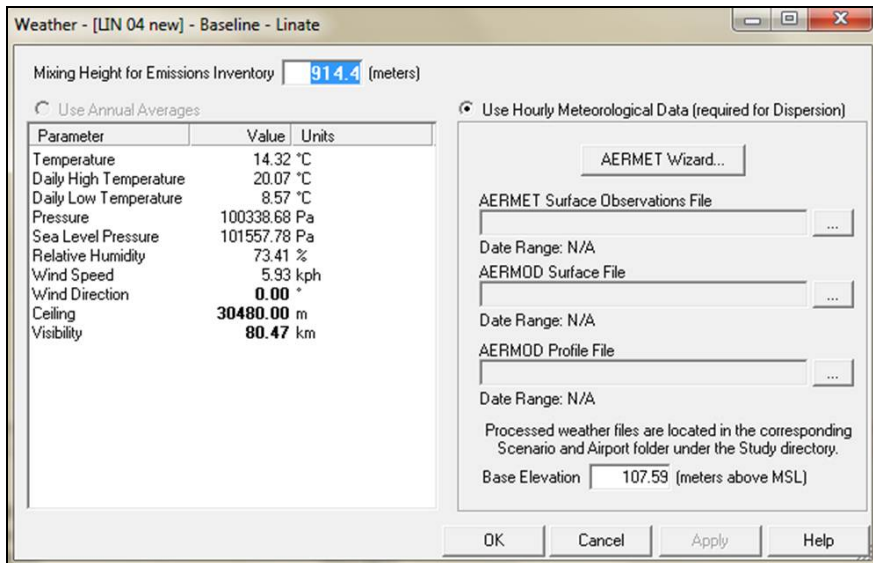 Weather - [LIN 04 new] - Baseline - Linate
Mixing Height for Emissions Inventory 914.4 (meters)
Use Annual Averages
Parameter Value Units
Temperature 14.32 °C
Daily High Temperature 20.07 °C
Daily Low Temperature 8.57 °C
Pressure 100338.68 Pa
Sea Level Pressure 101557.78 Pa
Relative Humidity 73.41 %
Wind Speed 5.93 kph
Wind Direction 0.00 °
Ceiling 30480.00 m
Visibility 80.47 km
Use Hourly Meteorological Data (required for Dispersion)
AERMET Wizard...
AERMET Surface Observations File
...
Date Range: N/A
AERMOD Surface File
...
Date Range: N/A
AERMOD Profile File
...
Date Range: N/A
Processed weather files are located in the corresponding
Scenario and Airport folder under the Study directory.
Base Elevation 107.59 (meters above MSL)
OK Cancel Apply Help